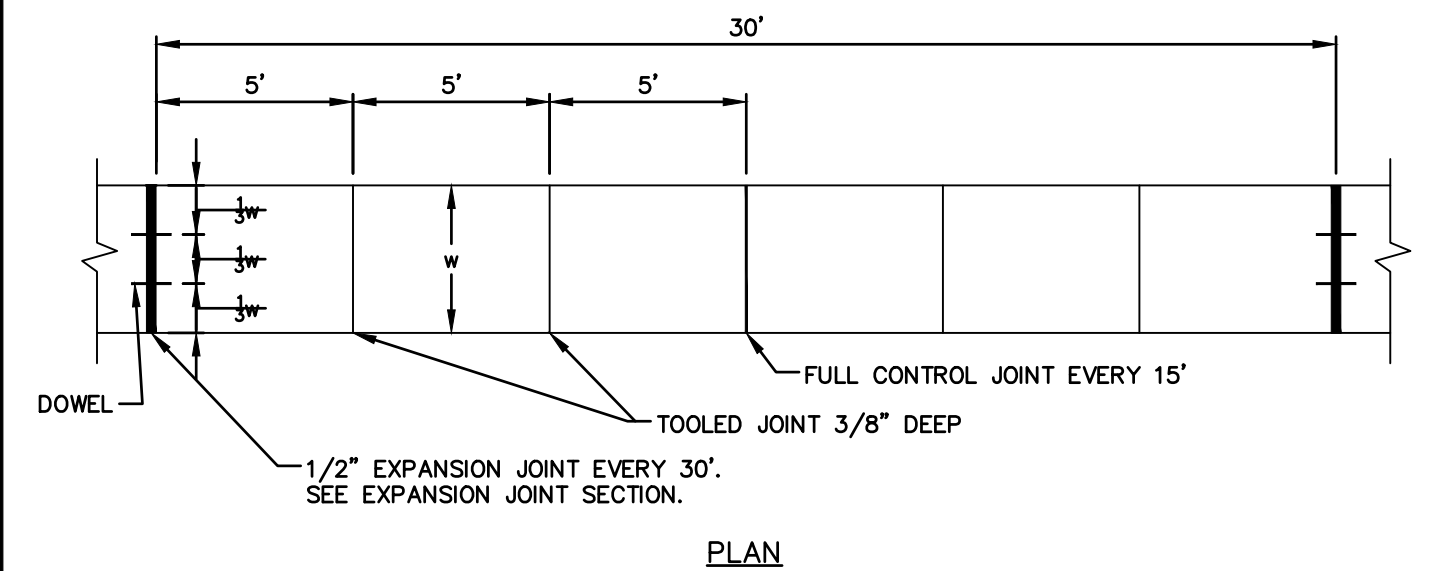 30'
5' 5' 5'
1/3W
1/3W
W
1/3W
FULL CONTROL JOINT EVERY 15'
DOWEL
TOOLED JOINT 3/8" DEEP
1/2" EXPANSION JOINT EVERY 30'.
SEE EXPANSION JOINT SECTION.
PLAN